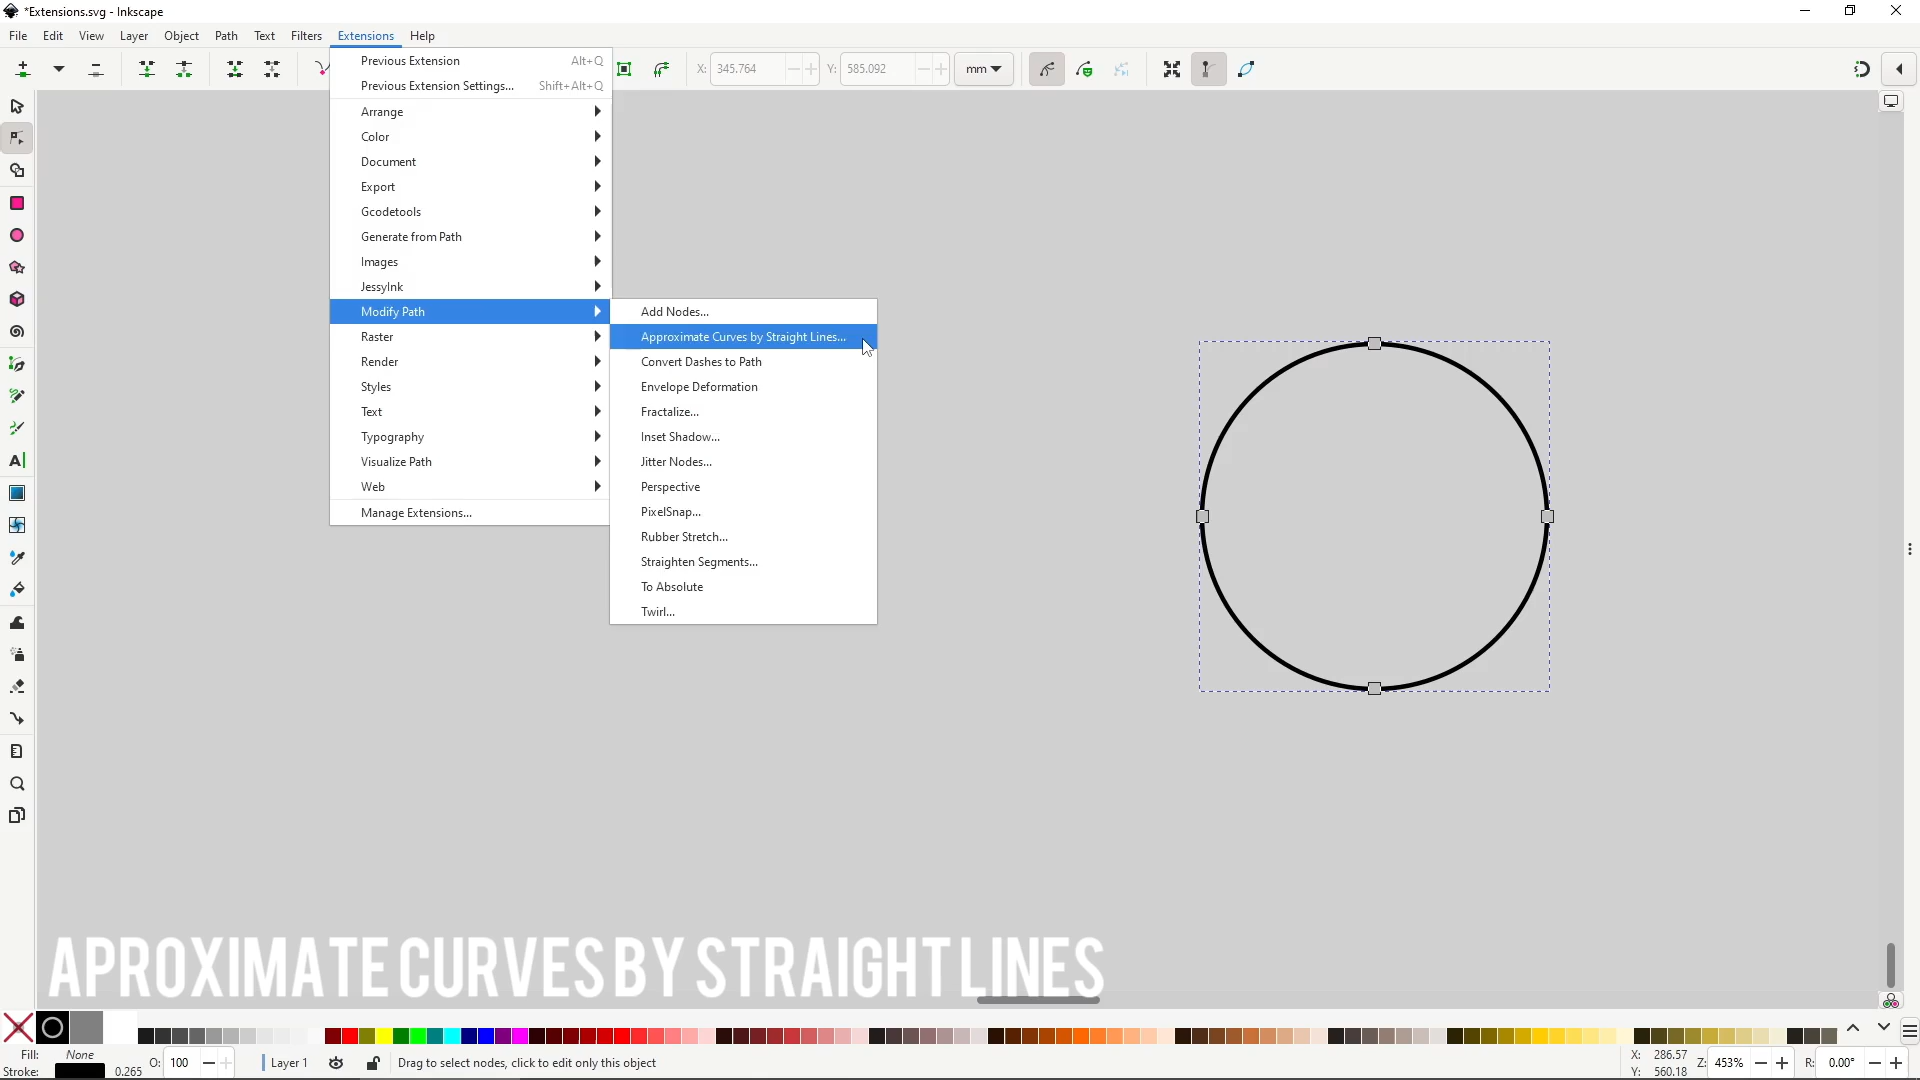 *Extensions.svg - Inkscape
File Edit View Layer Object Path Text Filters Extensions Help
X: 345.764 Y: 585.092 mm
Previous Extension Alt+Q
Previous Extension Settings... Shift+Alt+Q
Arrange
Color
Document
Export
Gcodetools
Generate from Path
Images
JessyInk
Modify Path
Raster
Render
Styles
Text
Typography
Visualize Path
Web
Manage Extensions...
Add Nodes...
Approximate Curves by Straight Lines...
Convert Dashes to Path
Envelope Deformation
Fractalize...
Inset Shadow...
Jitter Nodes...
Perspective
PixelSnap...
Rubber Stretch...
Straighten Segments...
To Absolute
Twirl...
APROXIMATE CURVES BY STRAIGHT LINES
Fill: None
Stroke: 0.265
O: 100
Layer 1
Drag to select nodes, click to edit only this object
X: 286.57
Y: 560.18
Z: 453%
R: 0.00°